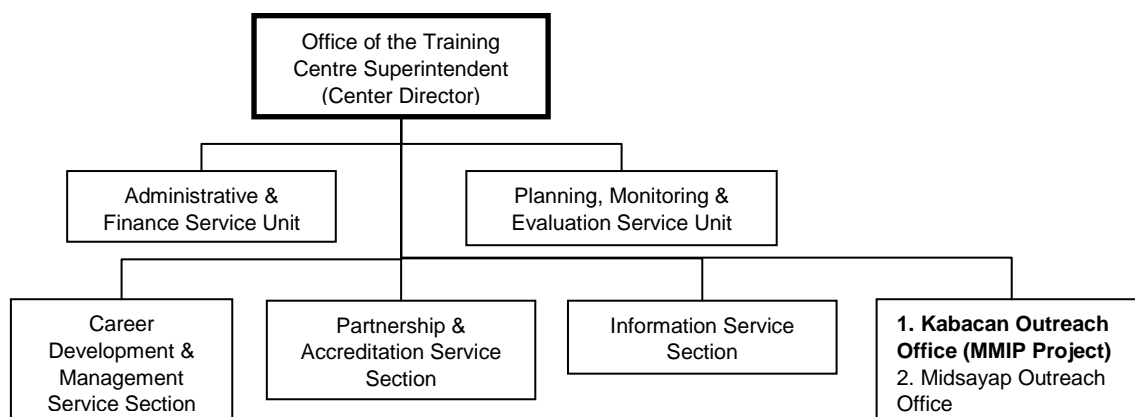 Office of the Training
Centre Superintendent
(Center Director)
Administrative &
Finance Service Unit
Planning, Monitoring &
Evaluation Service Unit
Career
Development &
Management
Service Section
Partnership &
Accreditation Service
Section
Information Service
Section
1. Kabacan Outreach
Office (MMIP Project)
2. Midsayap Outreach
Office